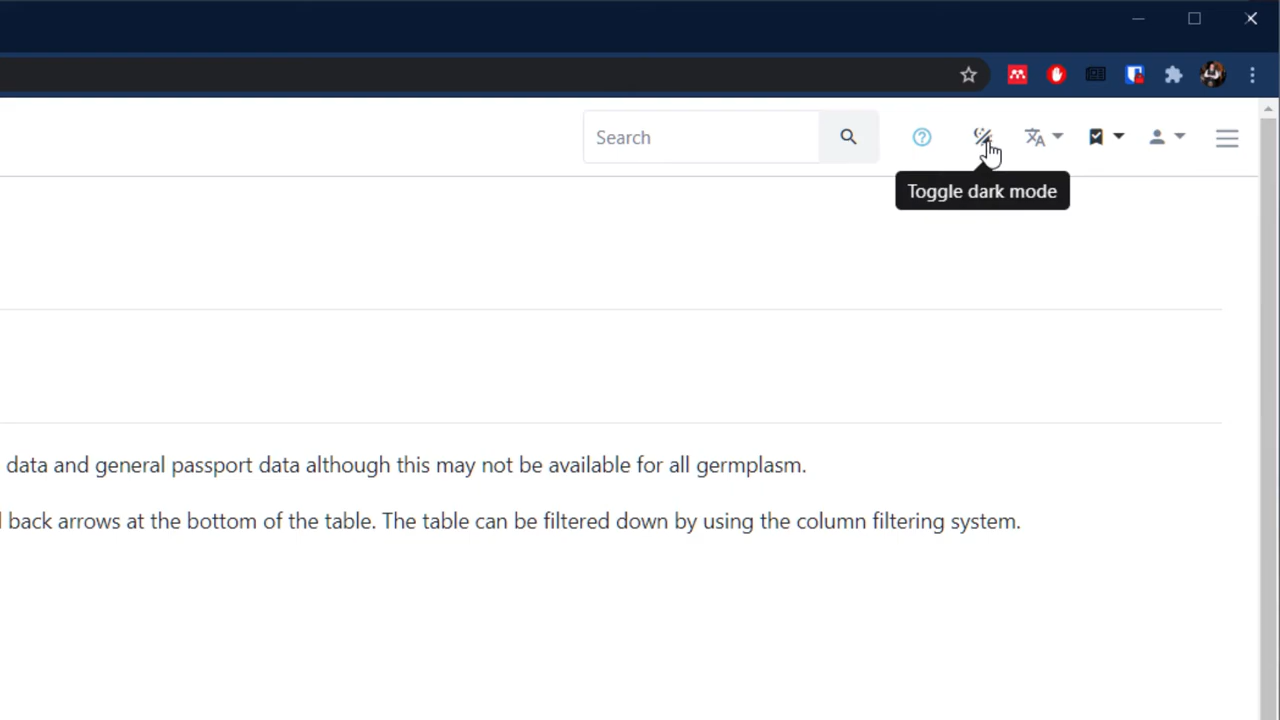 Search
Toggle dark mode
data and general passport data although this may not be available for all germplasm.
back arrows at the bottom of the table. The table can be filtered down by using the column filtering system.